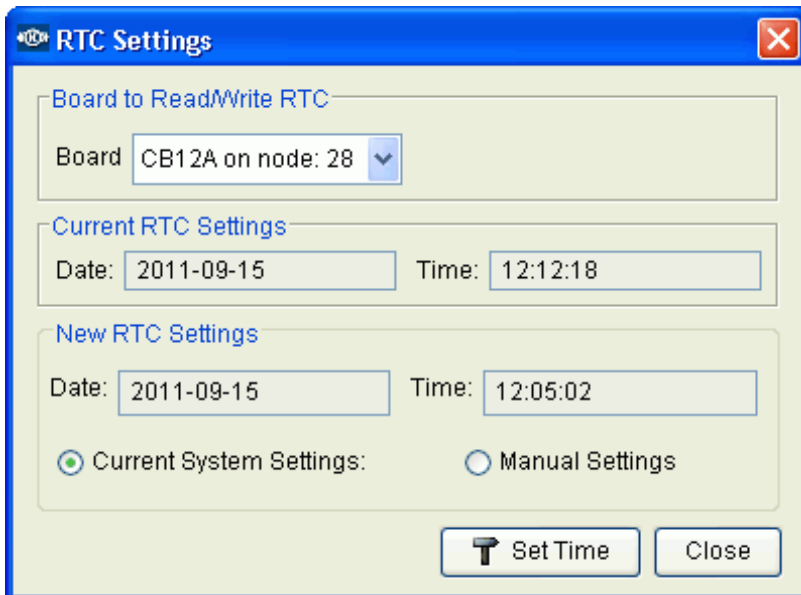 RTC Settings
Board to Read/Write RTC
Board CB12A on node: 28
Current RTC Settings
Date: 2011-09-15 Time: 12:12:18
New RTC Settings
Date: 2011-09-15 Time: 12:05:02
Current System Settings: Manual Settings
Set Time Close